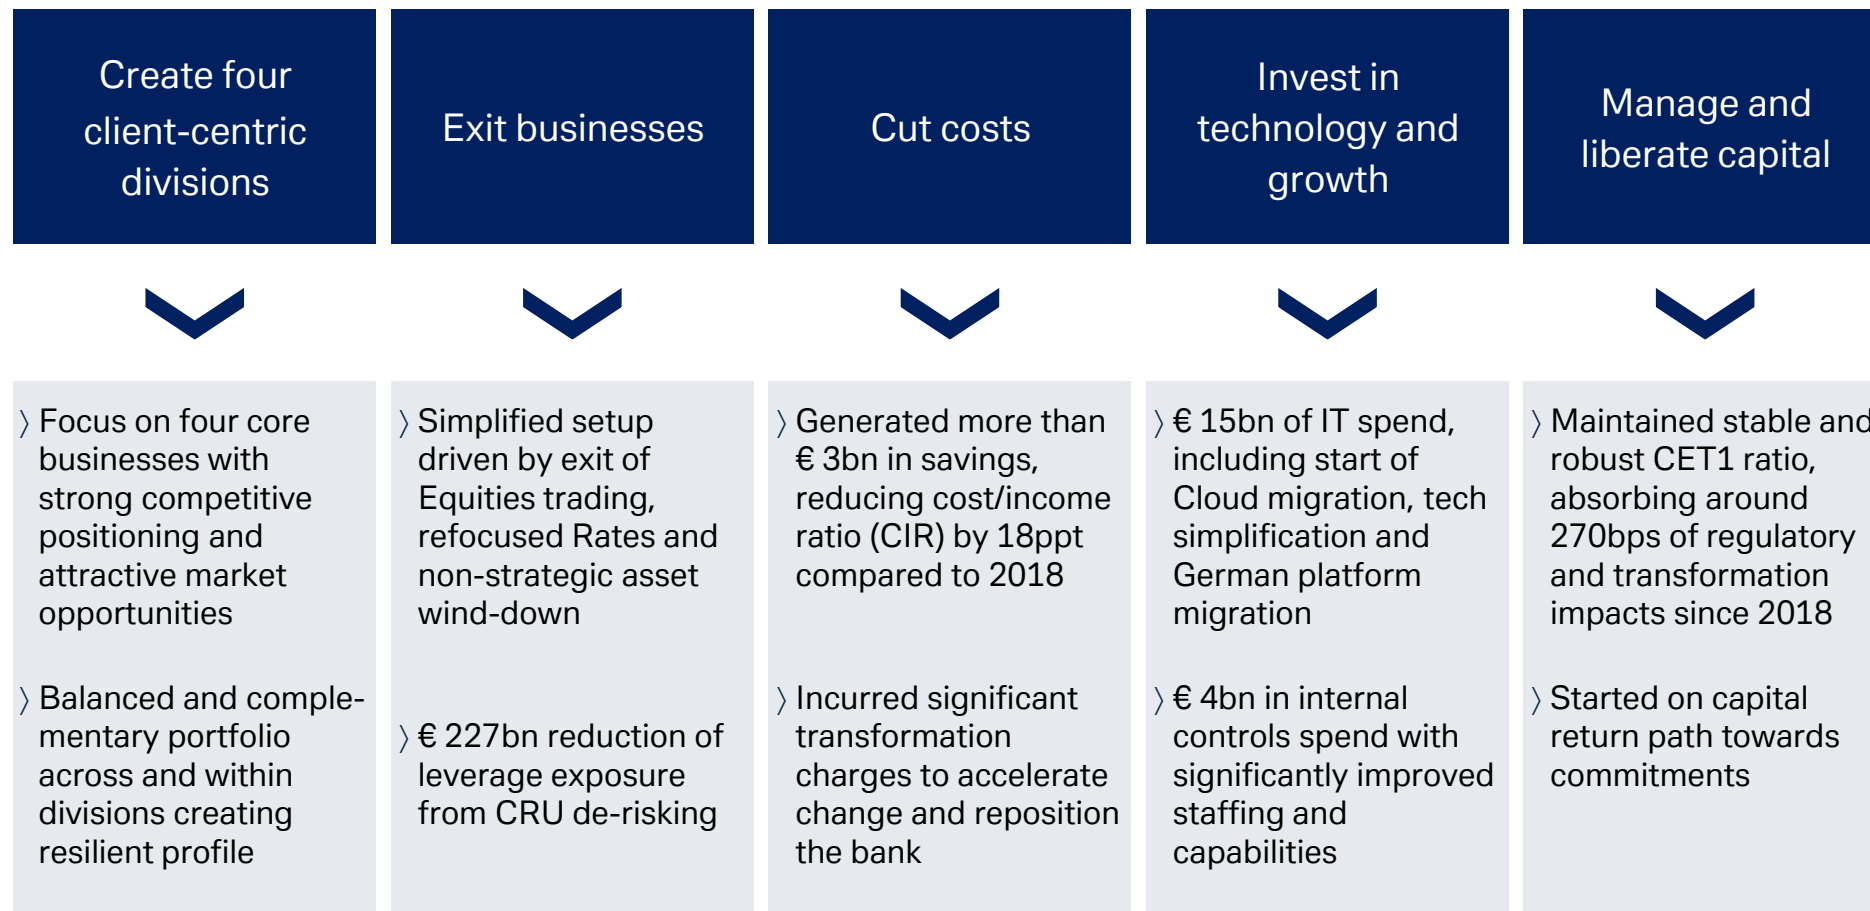 Create four
client-centric
divisions
Exit businesses
Cut costs
Invest in
technology and
growth
Manage and
liberate capital
〉Focus on four core
businesses with
strong competitive
positioning and
attractive market
opportunities
〉Balanced and comple-
mentary portfolio
across and within
divisions creating
resilient profile
〉Simplified setup
driven by exit of
Equities trading,
refocused Rates and
non-strategic asset
wind-down
〉€ 227bn reduction of
leverage exposure
from CRU de-risking
〉Generated more than
€ 3bn in savings,
reducing cost/income
ratio (CIR) by 18ppt
compared to 2018
〉Incurred significant
transformation
charges to accelerate
change and reposition
the bank
〉€ 15bn of IT spend,
including start of
Cloud migration, tech
simplification and
German platform
migration
〉€ 4bn in internal
controls spend with
significantly improved
staffing and
capabilities
〉Maintained stable and
robust CET1 ratio,
absorbing around
270bps of regulatory
and transformation
impacts since 2018
〉Started on capital
return path towards
commitments